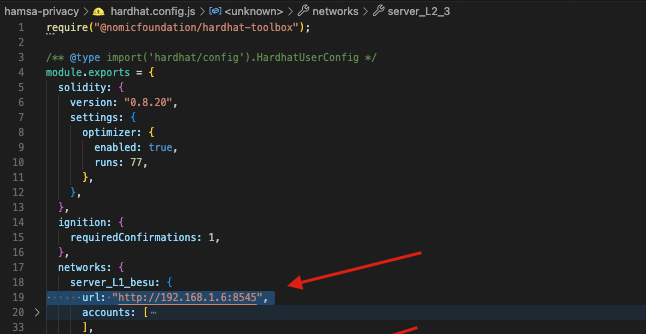 hamsa-privacy > hardhat.config.js > <unknown> > networks > server_L2_3
1 require("@nomicfoundation/hardhat-toolbox");
2
3 /** @type import('hardhat/config').HardhatUserConfig */
4 module.exports = {
5 solidity: {
6 version: "0.8.20",
7 settings: {
8 optimizer: {
9 enabled: true,
10 runs: 77,
11 },
12 },
13 },
14 ignition: {
15 requiredConfirmations: 1,
16 },
17 networks: {
18 server_L1_besu: {
19 url: "http://192.168.1.6:8545",
20 accounts: [⋯
33 ],